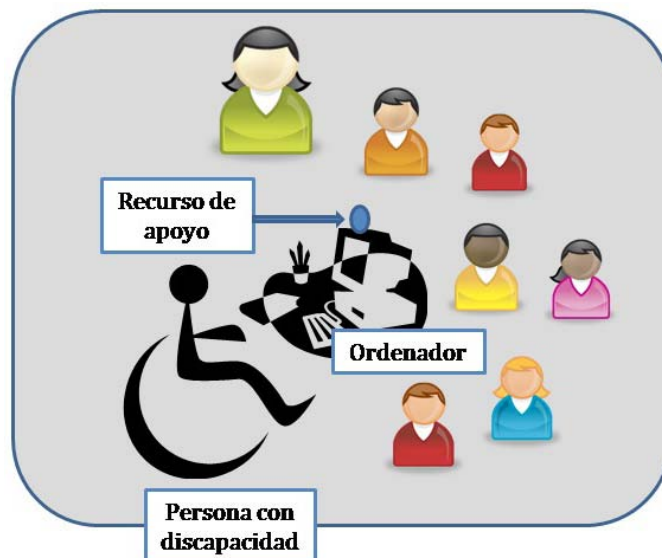 Recurso de
apoyo
Ordenador
Persona con
discapacidad